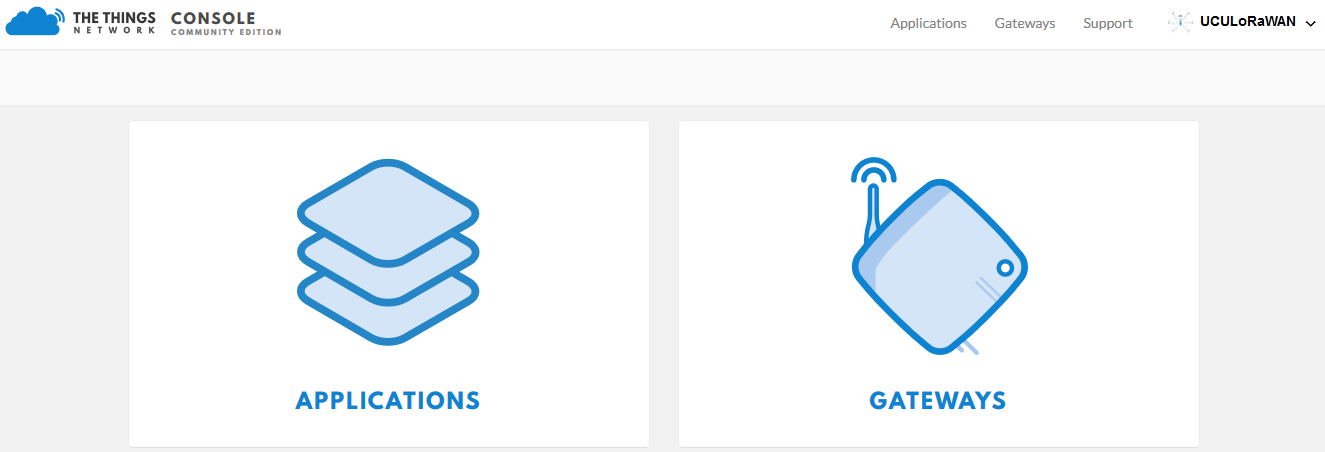 THE THINGS
NETWORK
CONSOLE
COMMUNITY EDITION
Applications Gateways Support UCULoRaWAN
APPLICATIONS
GATEWAYS